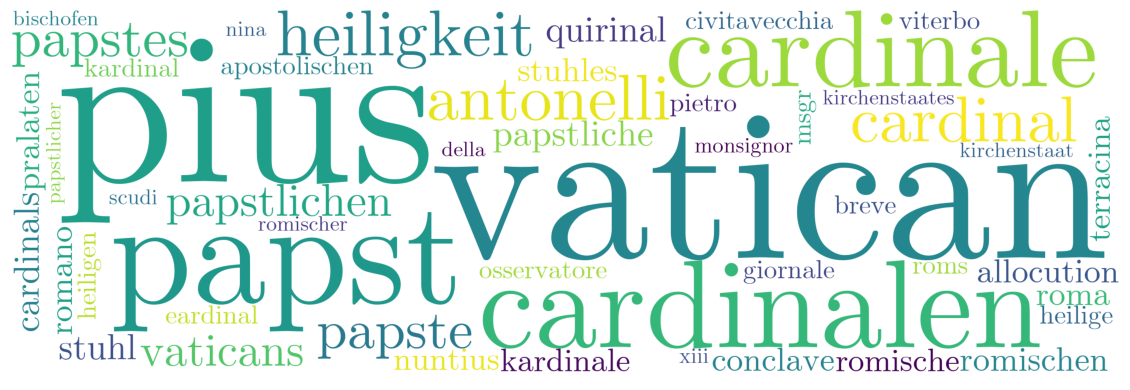 bischofen
papstes
nina
heiligkeit
quirinal
civitavecchia
viterbo
kardinal
apostolischen
stuhles
cardinale
pius
antonelli
pietro
msgr
kirchenstaates
cardinal
cardinalspralaten
papstlicher
papstliche
della
monsignor
kirchenstaat
terracina
scudi
papstlichen
vatican
breve
romischer
romano
heiligen
papst
osservatore
giornale
roms
allocution
eardinal
papste
cardinalen
roma
heilige
stuhl
vaticans
nuntius
kardinale
xiii
conclave
romische
romischen